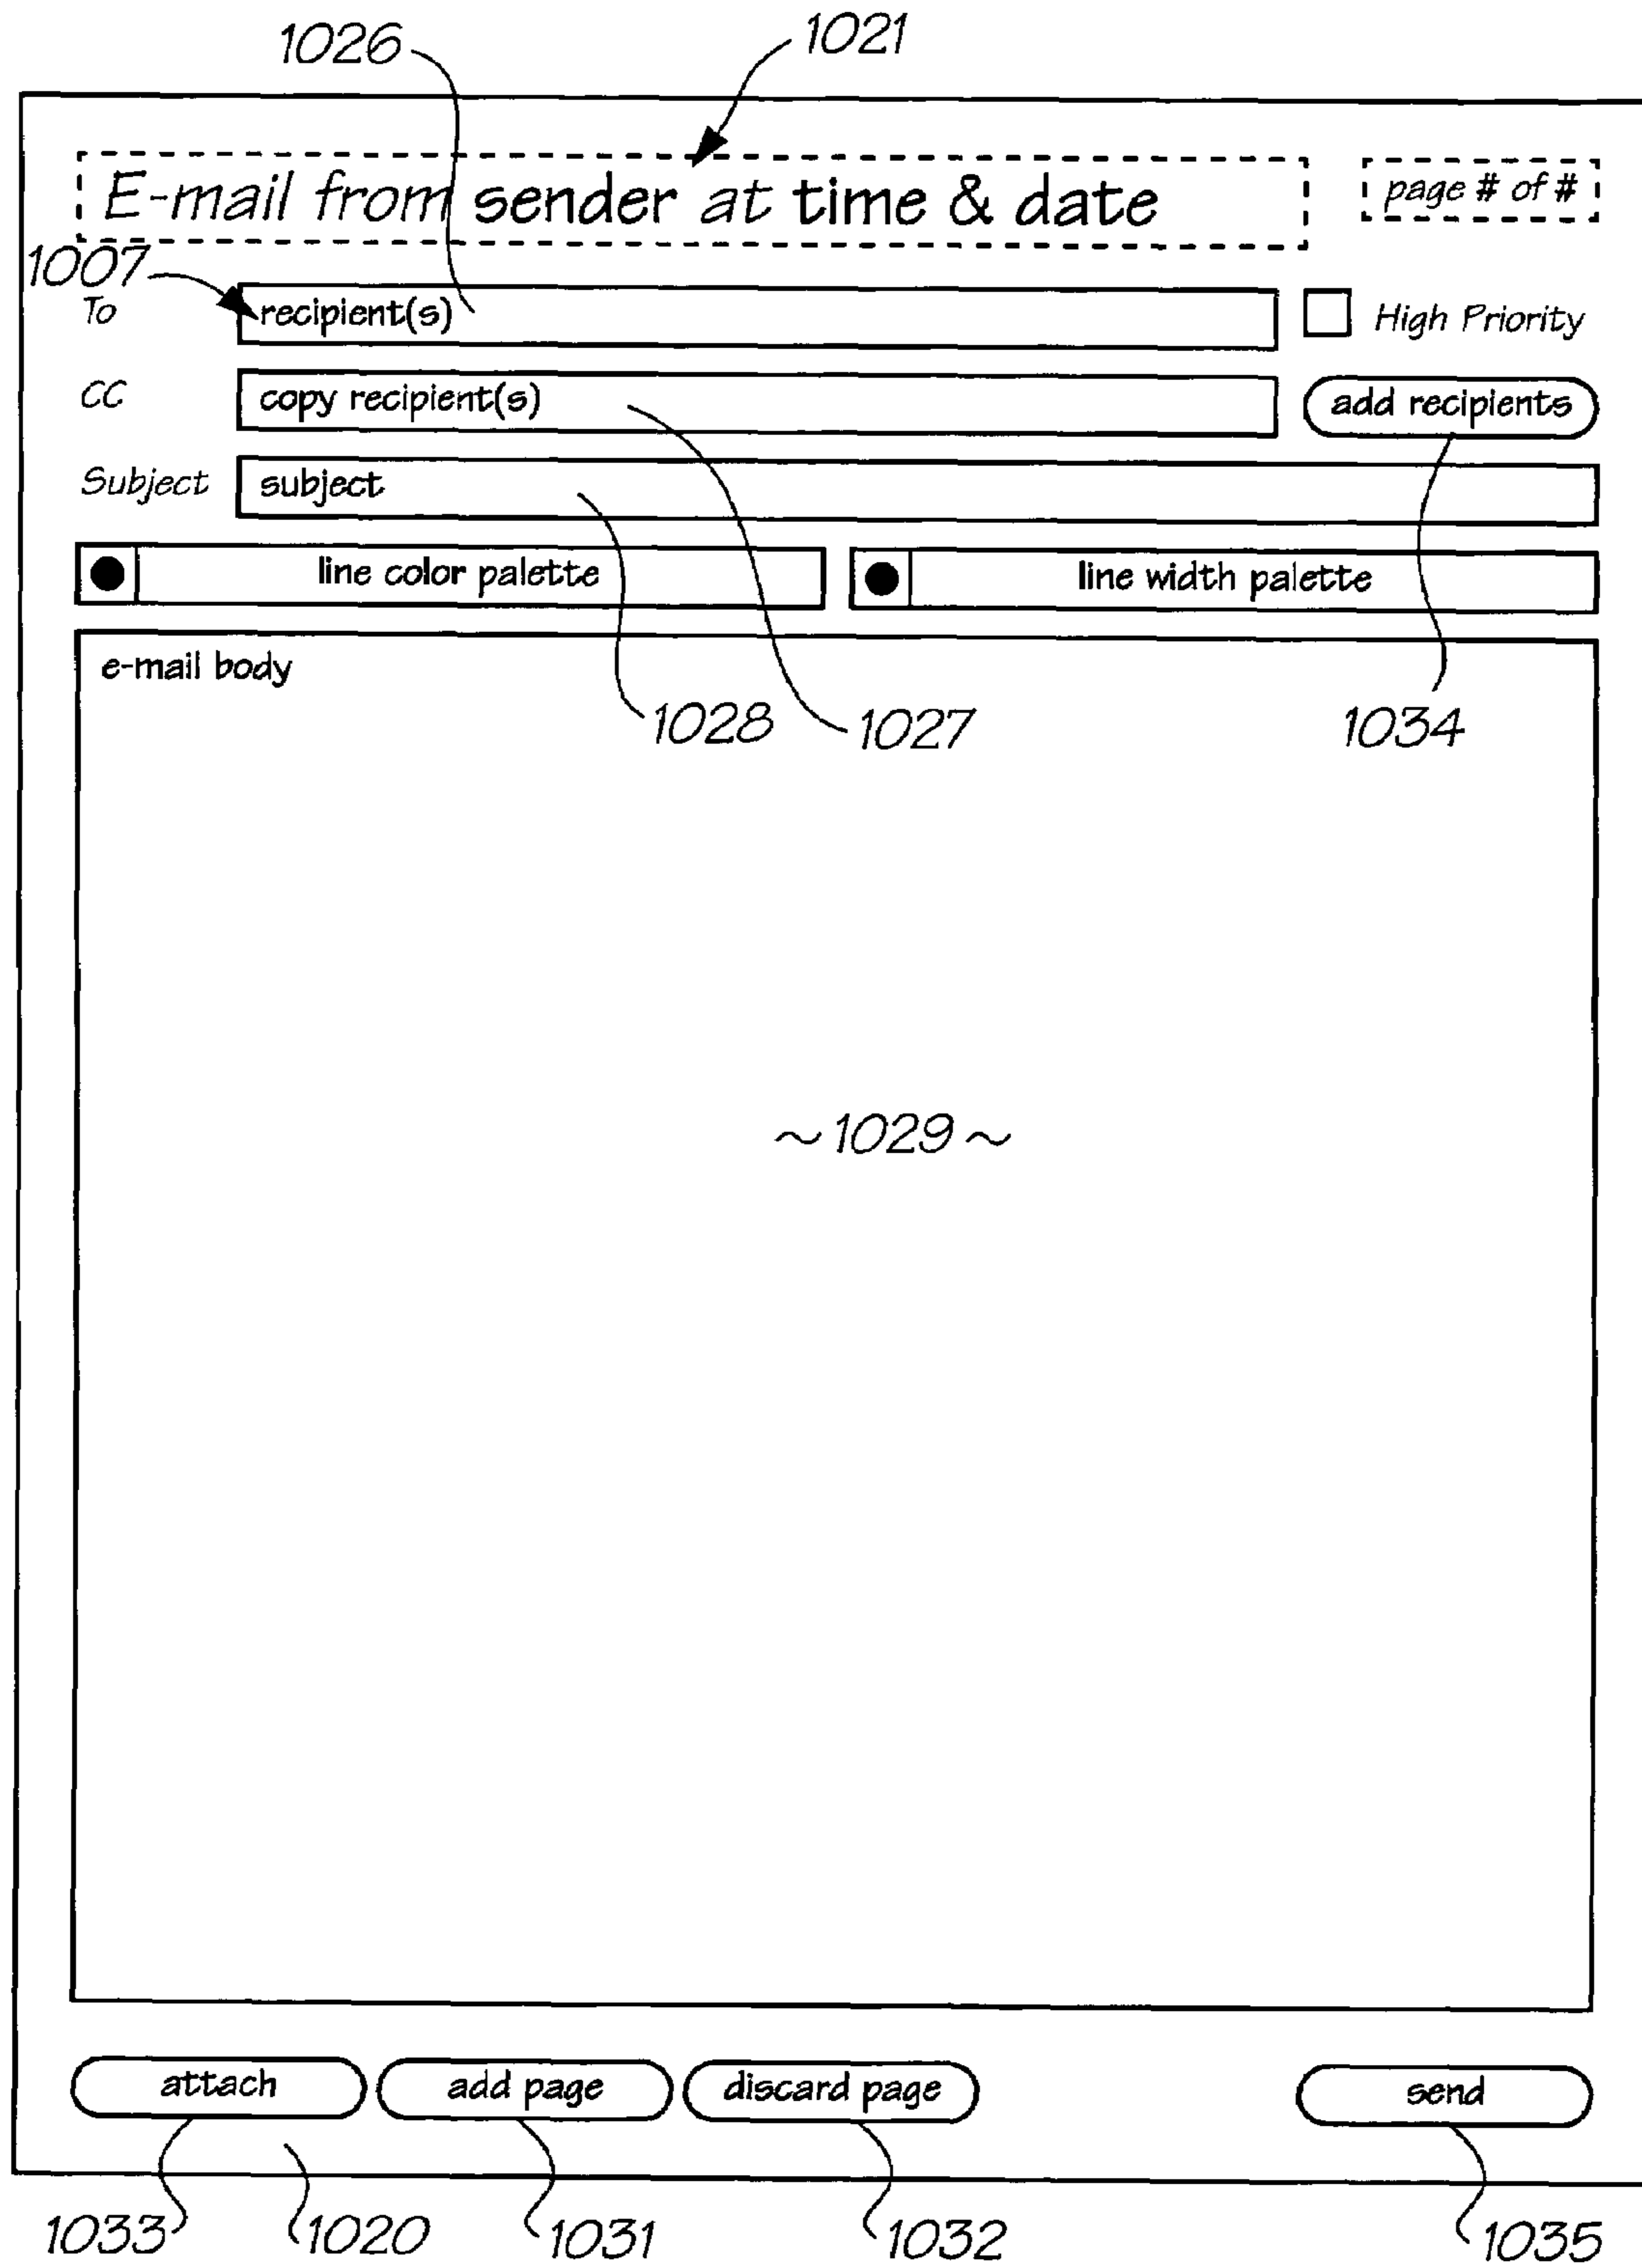 1026 1021
E-mail from sender at time & date page # of #
1007
To recipient(s) High Priority
CC copy recipient(s) add recipients
Subject subject
line color palette line width palette
e-mail body
1028 1027 1034
~1029~
attach add page discard page send
1033 1020 1031 1032 1035